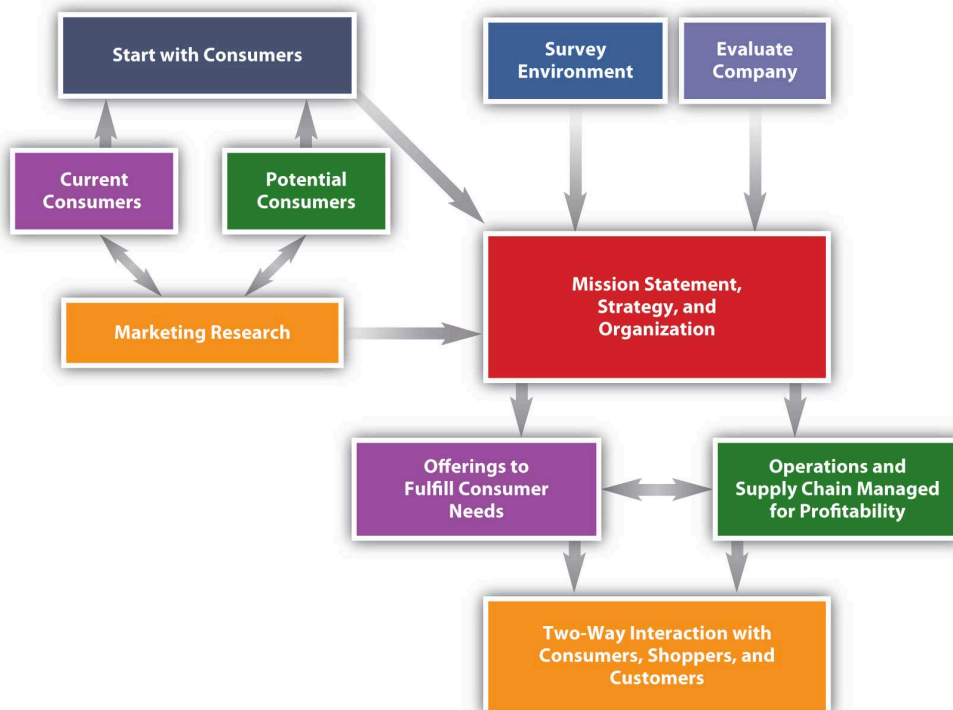 Start with Consumers
Survey
Environment
Evaluate
Company
Current
Consumers
Potential
Consumers
Mission Statement,
Strategy, and
Organization
Marketing Research
Offerings to
Fulfill Consumer
Needs
Operations and
Supply Chain Managed
for Profitability
Two-Way Interaction with
Consumers, Shoppers, and
Customers